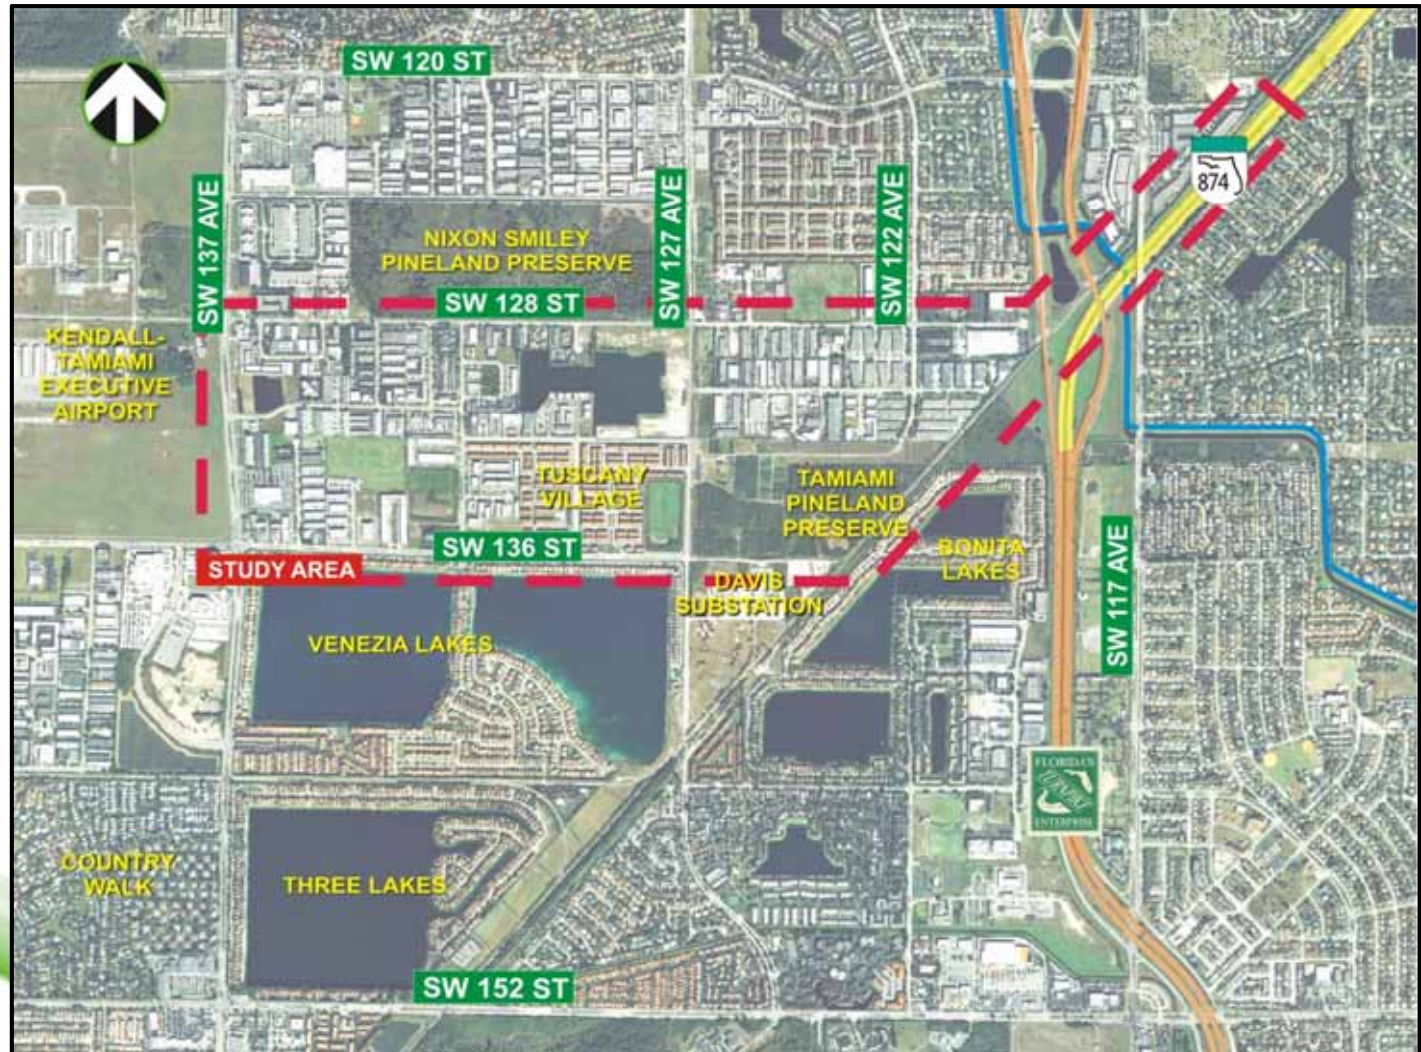 SW 120 ST
SW 137 AVE
NIXON SMILEY
PINELAND PRESERVE
SW 127 AVE
SW 122 AVE
874
SW 128 ST
KENDALL-
TAMIAMI
EXECUTIVE
AIRPORT
TUSCANY
VILLAGE
TAMIAMI
PINELAND
PRESERVE
SW 136 ST
BONITA
LAKES
SW 117 AVE
STUDY AREA
DAVIS
SUBSTATION
VENEZIA LAKES
FLORIDA'S
TURNPIKE
ENTERPRISE
COUNTRY
WALK
THREE LAKES
SW 152 ST